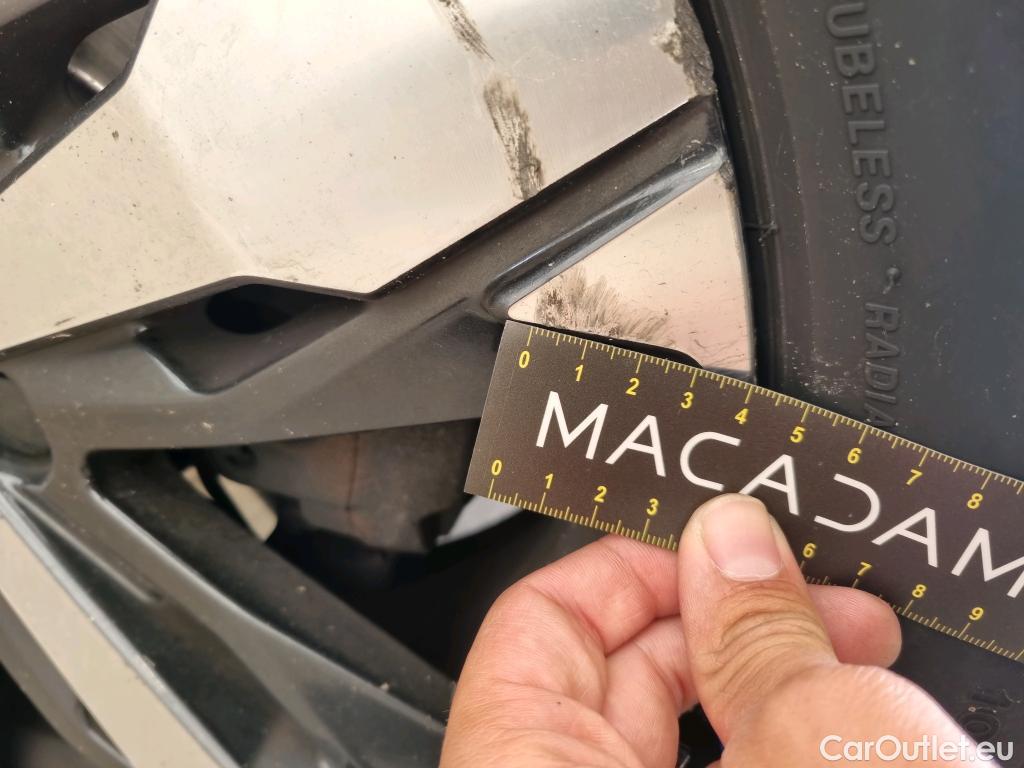 UBELESS * RADIA
0 1 2 3 4 5 6 7 8
MACADAM
0 1 2 3 6 7 8 9
CarOutlet.eu